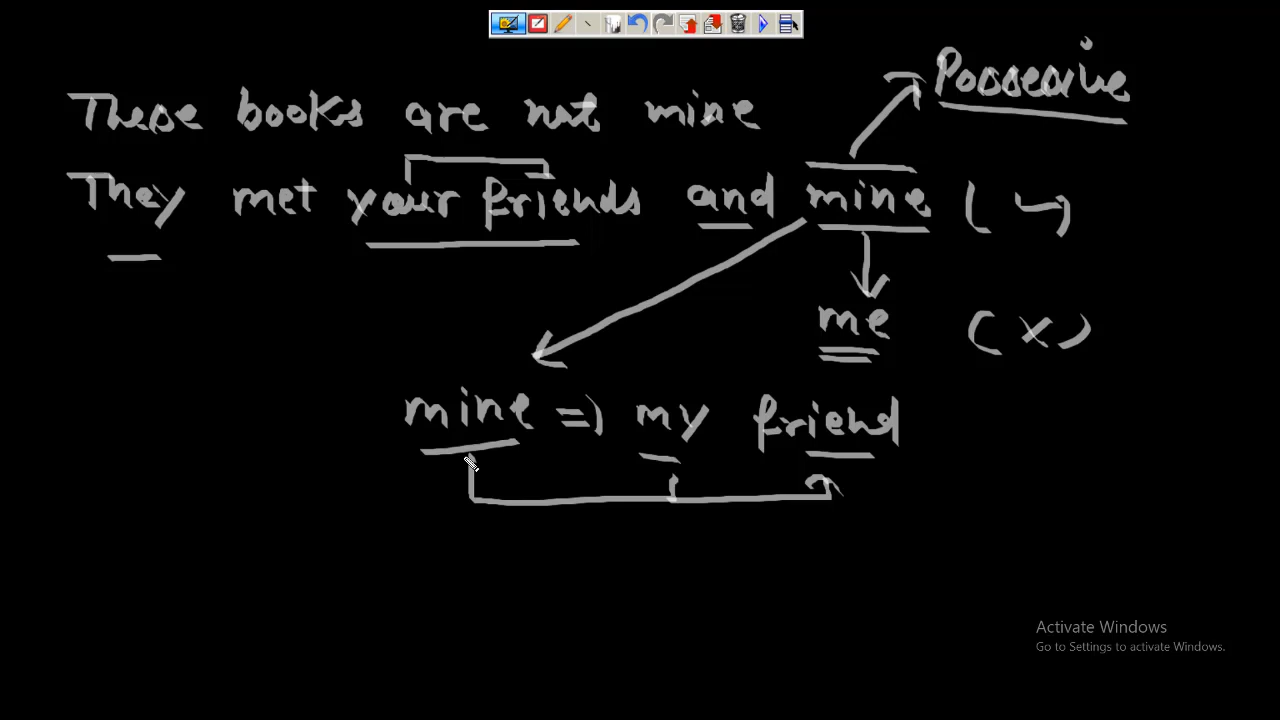 Possessive
These books are not mine
They met your friends and mine (
me (x)
mine => my friend
Activate Windows
Go to Settings to activate Windows.